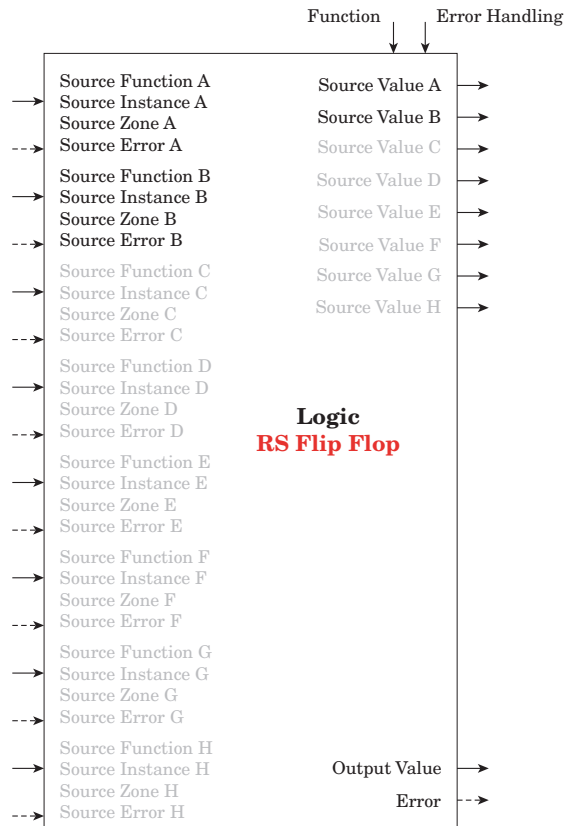 Function
Error Handling
Source Function A
Source Instance A
Source Zone A
Source Error A
Source Function B
Source Instance B
Source Zone B
Source Error B
Source Function C
Source Instance C
Source Zone C
Source Error C
Source Function D
Source Instance D
Source Zone D
Source Error D
Source Function E
Source Instance E
Source Zone E
Source Error E
Source Function F
Source Instance F
Source Zone F
Source Error F
Source Function G
Source Instance G
Source Zone G
Source Error G
Source Function H
Source Instance H
Source Zone H
Source Error H
Source Value A
Source Value B
Source Value C
Source Value D
Source Value E
Source Value F
Source Value G
Source Value H
Logic
RS Flip Flop
Output Value
Error